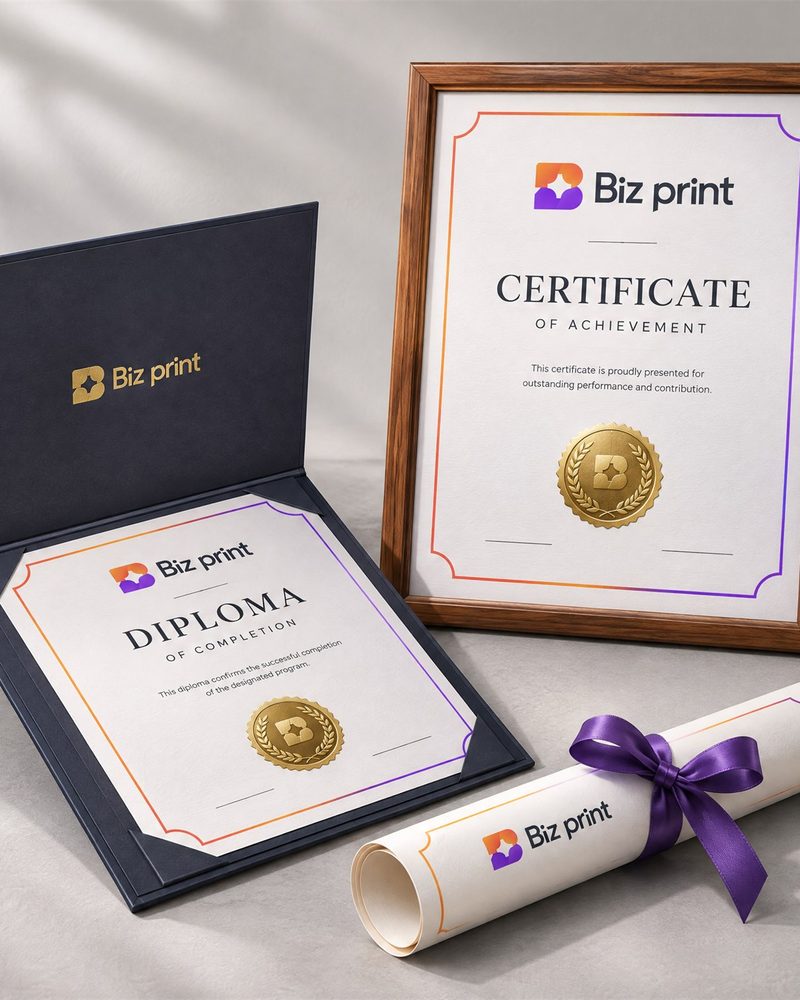 Biz print
Biz print
DIPLOMA
OF COMPLETION
This diploma confirms the successful completion
of the designated program.
Biz print
CERTIFICATE
OF ACHIEVEMENT
This certificate is proudly presented for
outstanding performance and contribution.
Biz print